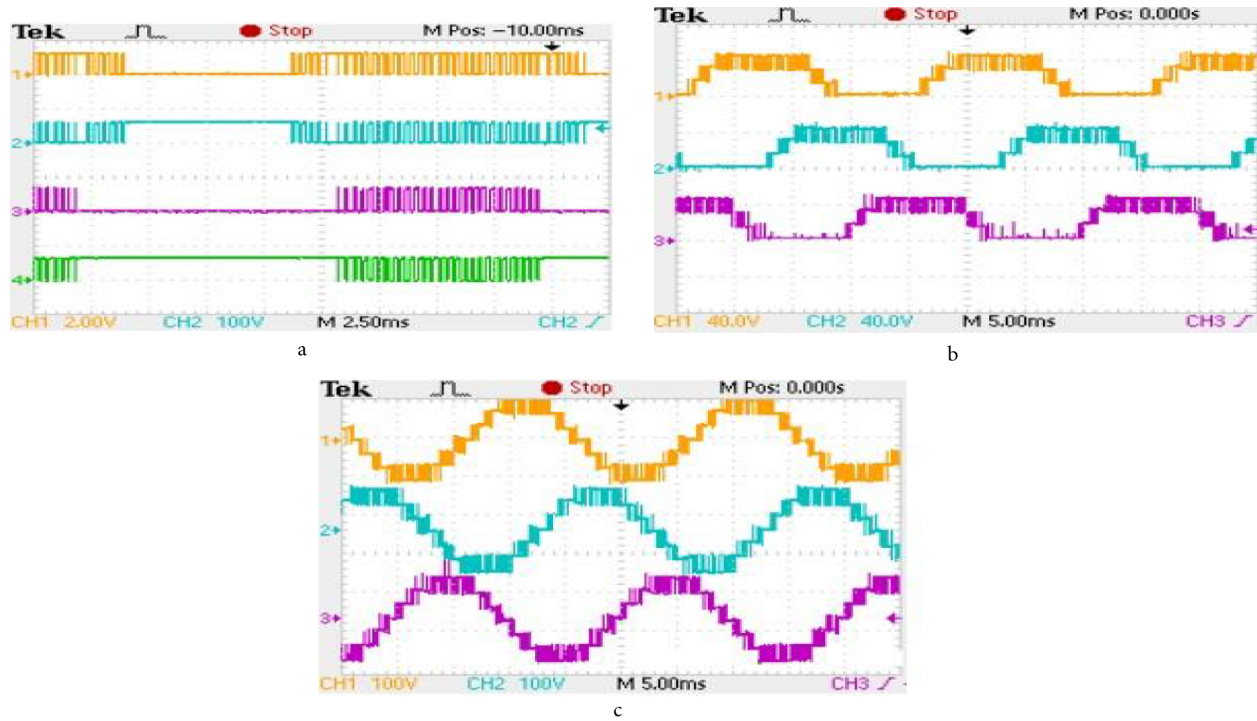 Tek Stop M Pos: −10.00ms
1
2
3
4
CH1 2.00V CH2 100V M 2.50ms CH2
a
Tek Stop M Pos: 0.000s
1
2
3
CH1 40.0V CH2 40.0V M 5.00ms CH3
b
Tek Stop M Pos: 0.000s
1
2
3
CH1 100V CH2 100V M 5.00ms CH3
c